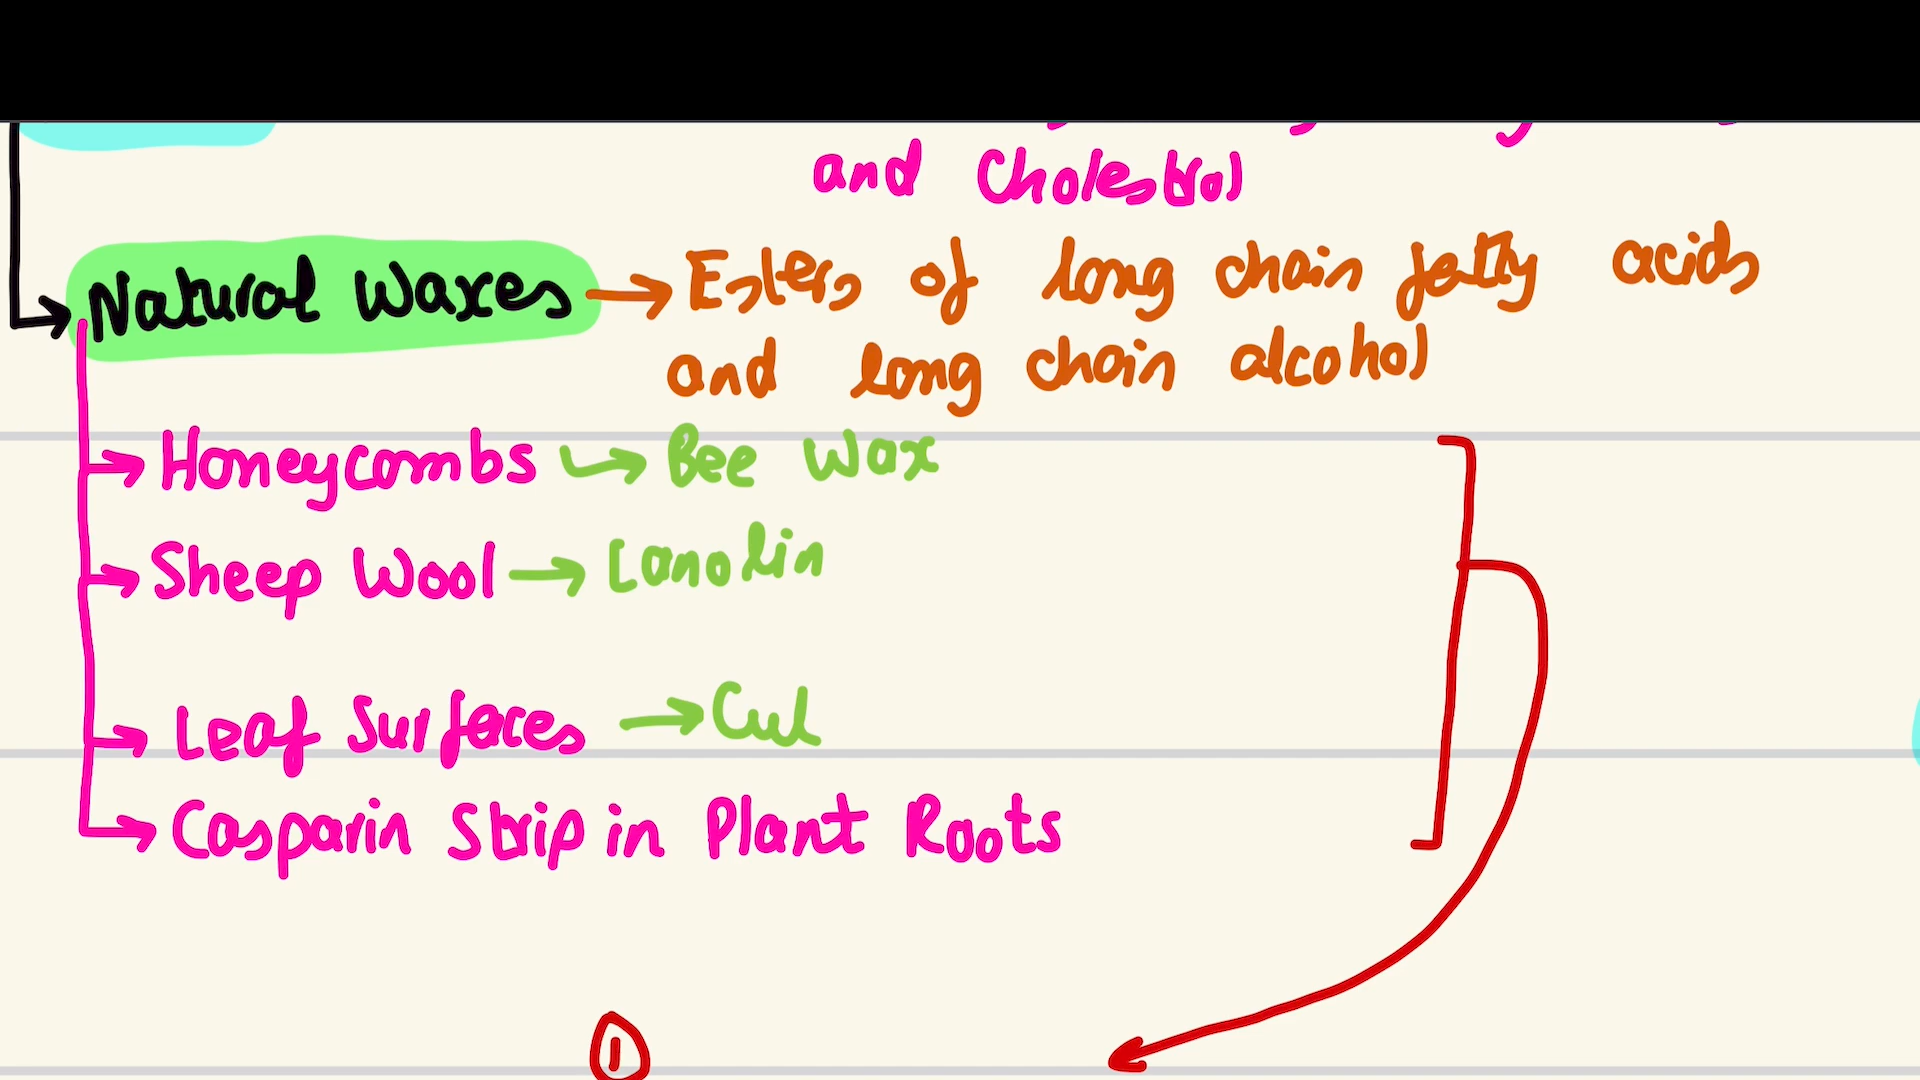 and Cholestrol
Natural Waxes → Esters of long chain fatty acids
and long chain alcohol
→ Honeycombs → Bee Wax
→ Sheep Wool → Lanolin
→ Leaf Surfaces → Cut
→ Casparin Strip in Plant Roots
①